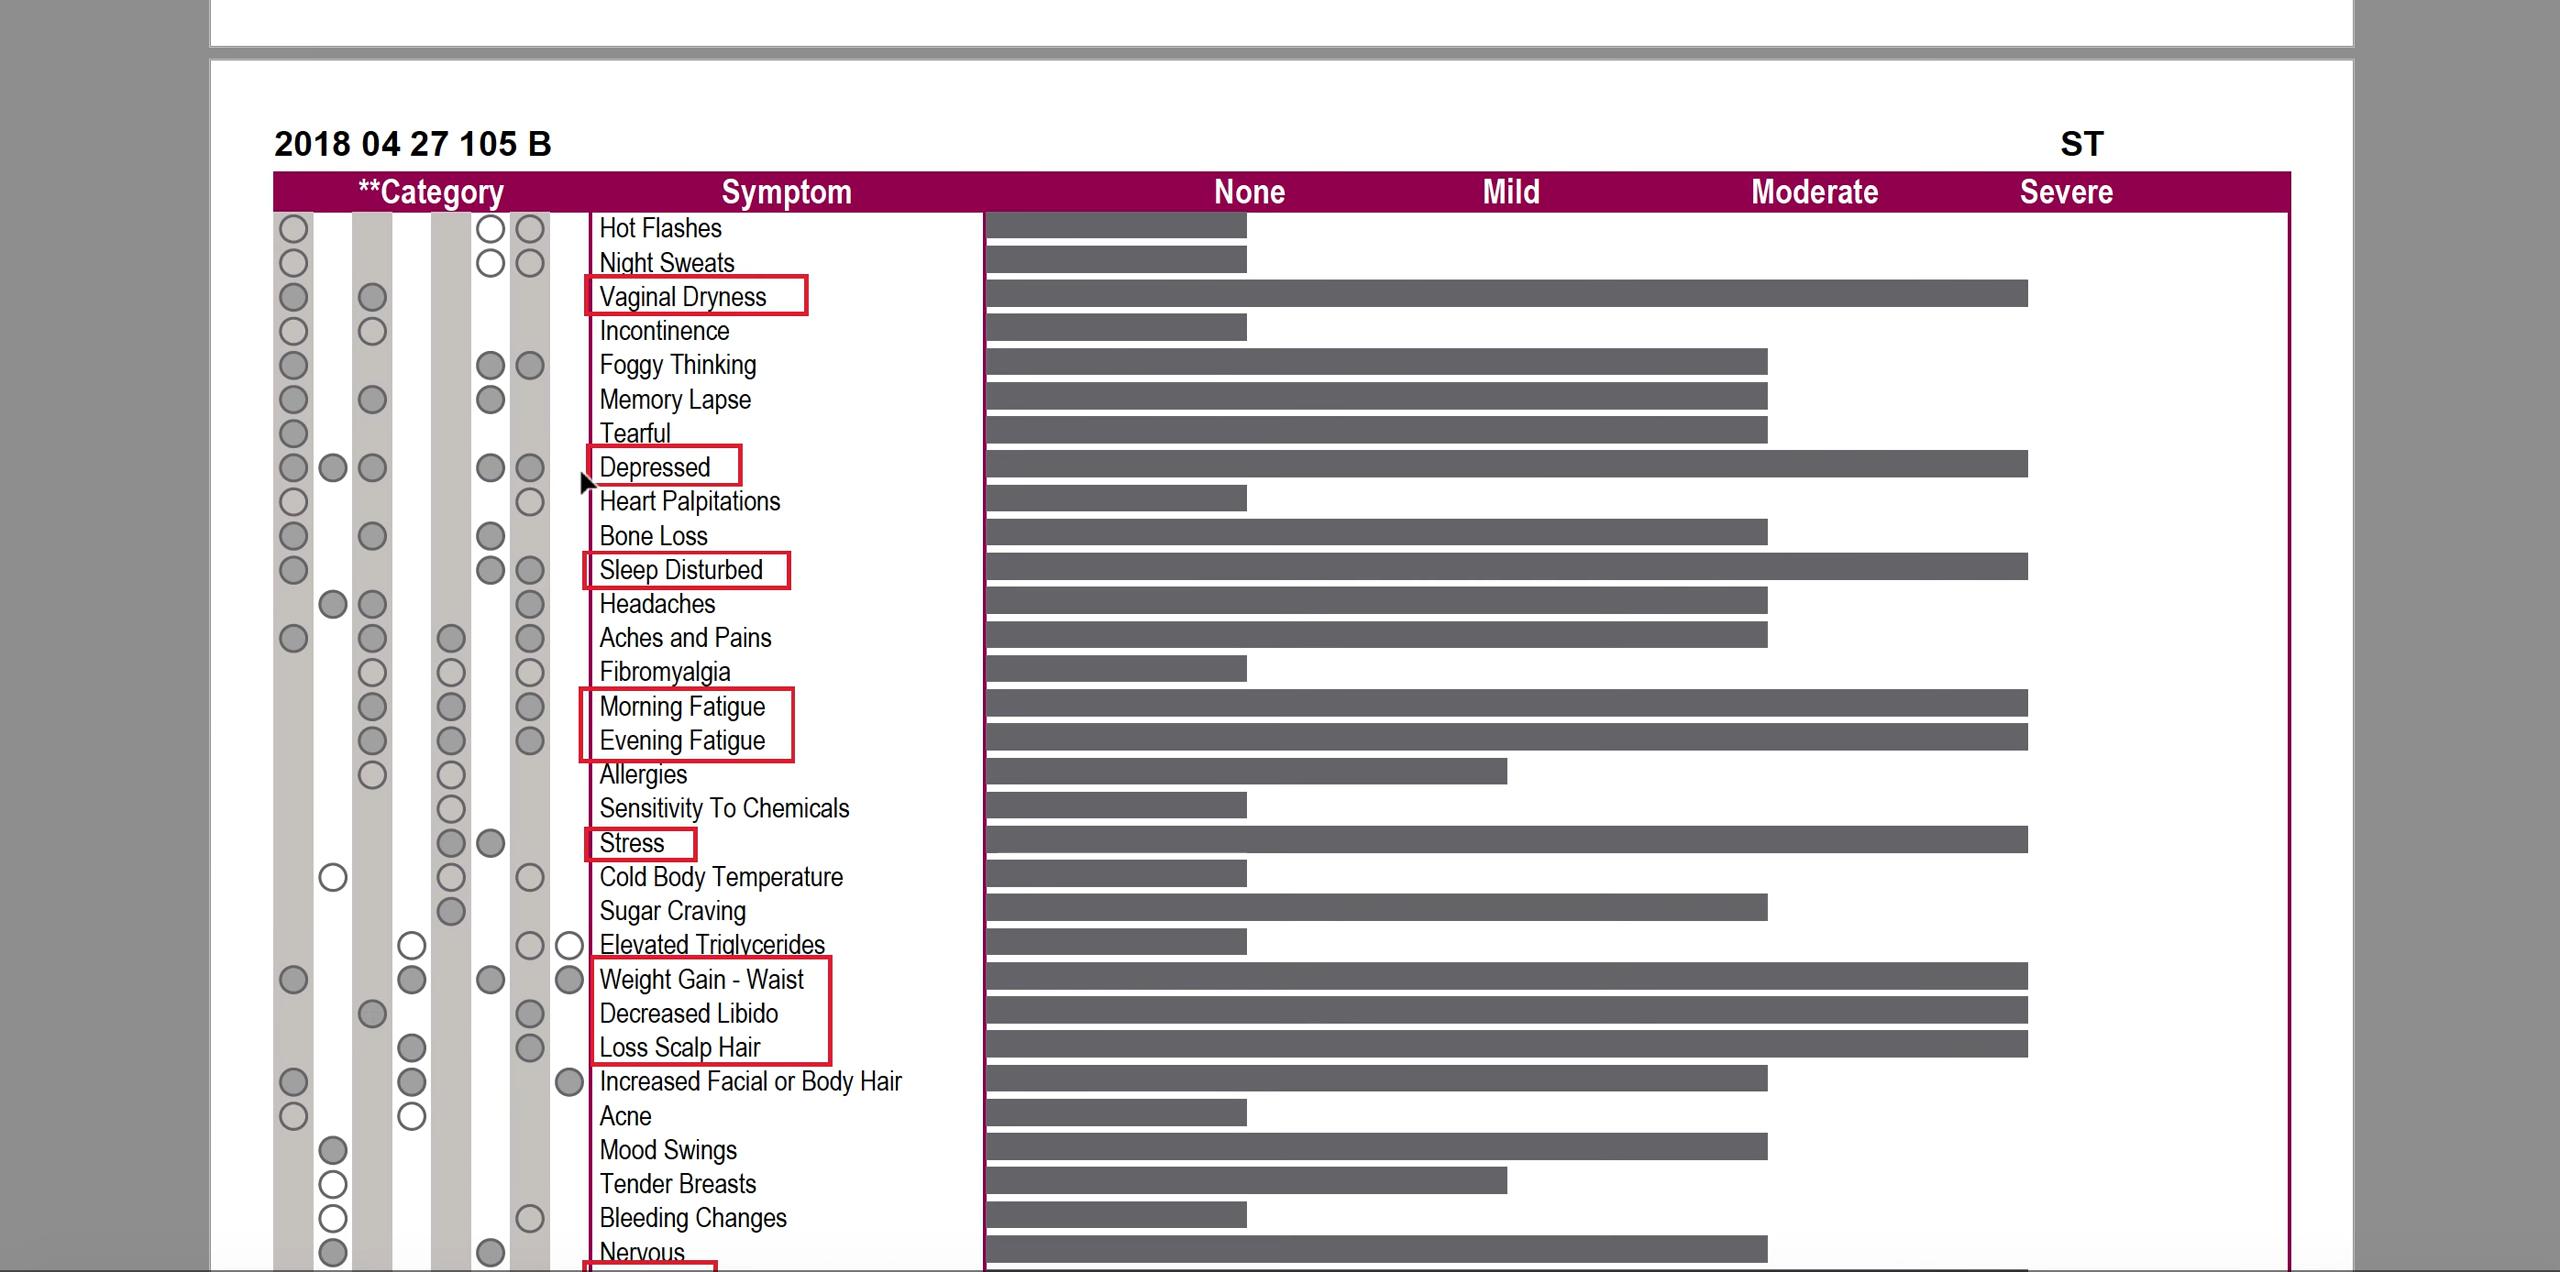 2018 04 27 105 B ST
**Category Symptom None Mild Moderate Severe
Hot Flashes
Night Sweats
Vaginal Dryness
Incontinence
Foggy Thinking
Memory Lapse
Tearful
Depressed
Heart Palpitations
Bone Loss
Sleep Disturbed
Headaches
Aches and Pains
Fibromyalgia
Morning Fatigue
Evening Fatigue
Allergies
Sensitivity To Chemicals
Stress
Cold Body Temperature
Sugar Craving
Elevated Triglycerides
Weight Gain - Waist
Decreased Libido
Loss Scalp Hair
Increased Facial or Body Hair
Acne
Mood Swings
Tender Breasts
Bleeding Changes
Nervous